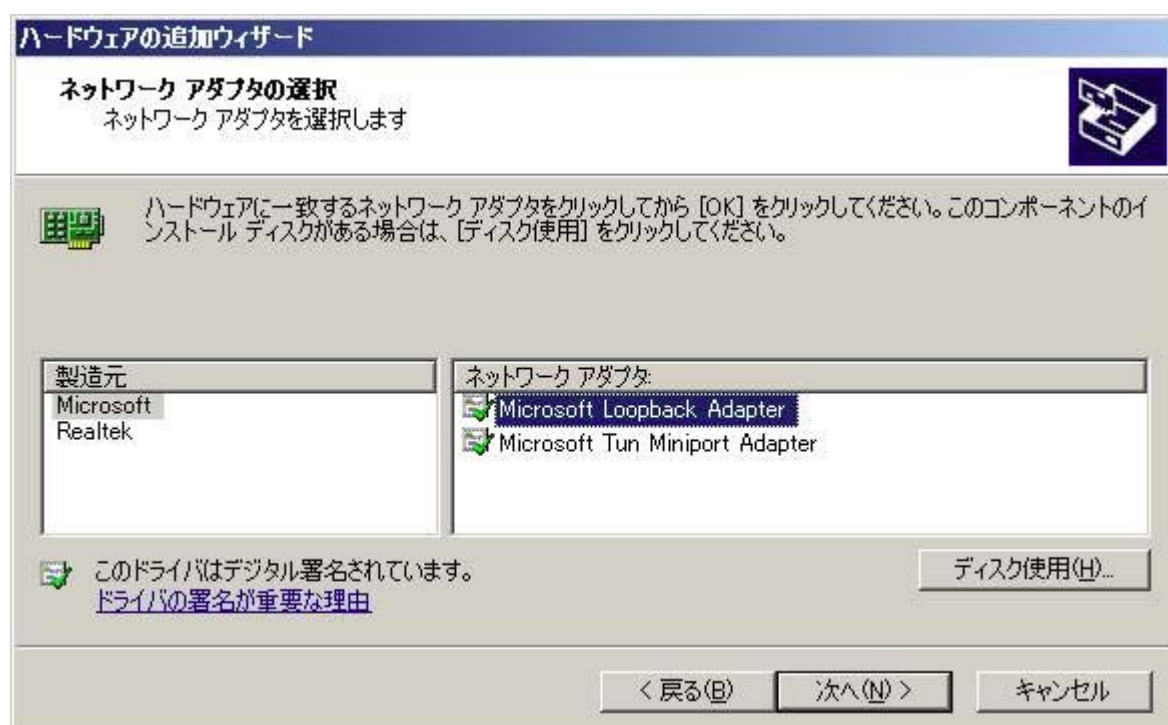 ハードウェアの追加ウィザード
ネットワーク アダプタの選択
ネットワーク アダプタを選択します
ハードウェアに一致するネットワーク アダプタをクリックしてから [OK] をクリックしてください。このコンポーネントのイ
ンストール ディスクがある場合は、[ディスク使用] をクリックしてください。
製造元
Microsoft
Realtek
ネットワーク アダプタ:
Microsoft Loopback Adapter
Microsoft Tun Miniport Adapter
このドライバはデジタル署名されています。
ドライバの署名が重要な理由
ディスク使用(H)...
< 戻る(B)
次へ(N) >
キャンセル